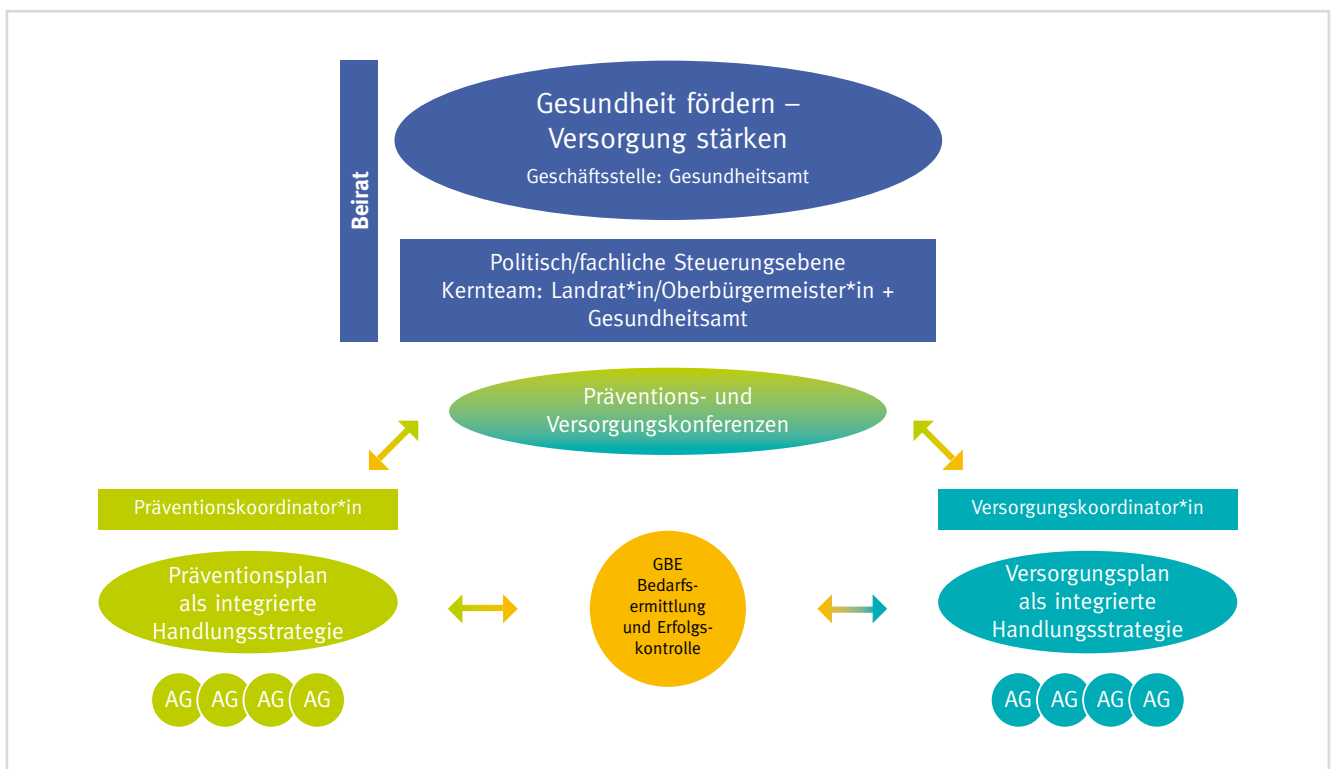 Beirat
Gesundheit fördern –
Versorgung stärken
Geschäftsstelle: Gesundheitsamt
Politisch/fachliche Steuerungsebene
Kernteam: Landrat*in/Oberbürgermeister*in +
Gesundheitsamt
Präventions- und
Versorgungskonferenzen
Präventionskoordinator*in
Präventionsplan
als integrierte
Handlungsstrategie
AG AG AG AG
GBE
Bedarfs-
ermittlung
und Erfolgs-
kontrolle
Versorgungskoordinator*in
Versorgungsplan
als integrierte
Handlungsstrategie
AG AG AG AG